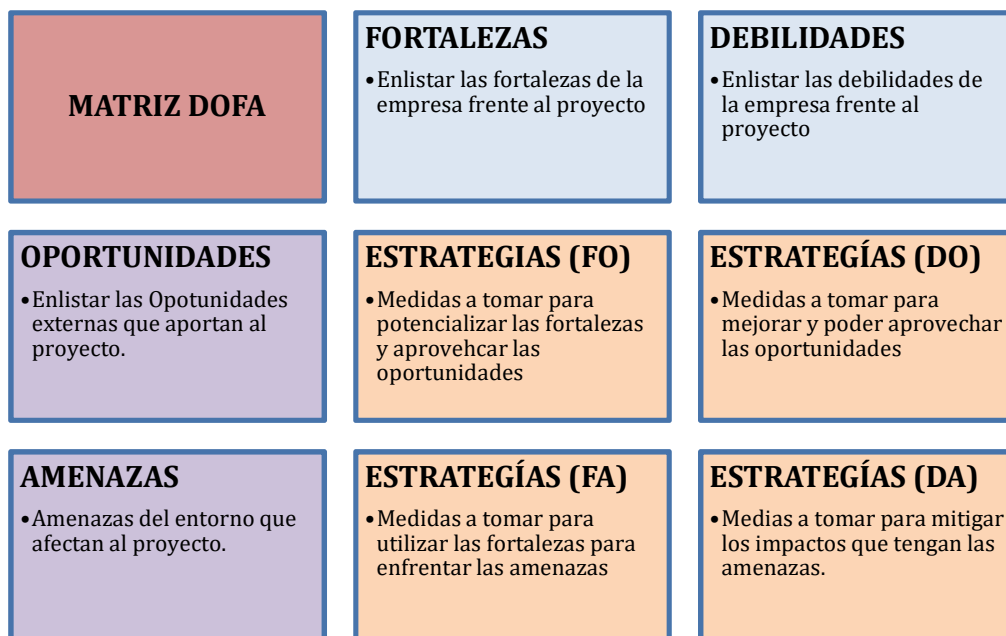 MATRIZ DOFA
FORTALEZAS
•Enlistar las fortalezas de la
empresa frente al proyecto
DEBILIDADES
•Enlistar las debilidades de
la empresa frente al
proyecto
OPORTUNIDADES
•Enlistar las Opotunidades
externas que aportan al
proyecto.
ESTRATEGIAS (FO)
•Medidas a tomar para
potencializar las fortalezas
y aprovehcar las
oportunidades
ESTRATEGÍAS (DO)
•Medidas a tomar para
mejorar y poder aprovechar
las oportunidades
AMENAZAS
•Amenazas del entorno que
afectan al proyecto.
ESTRATEGÍAS (FA)
•Medidas a tomar para
utilizar las fortalezas para
enfrentar las amenazas
ESTRATEGÍAS (DA)
•Medias a tomar para mitigar
los impactos que tengan las
amenazas.